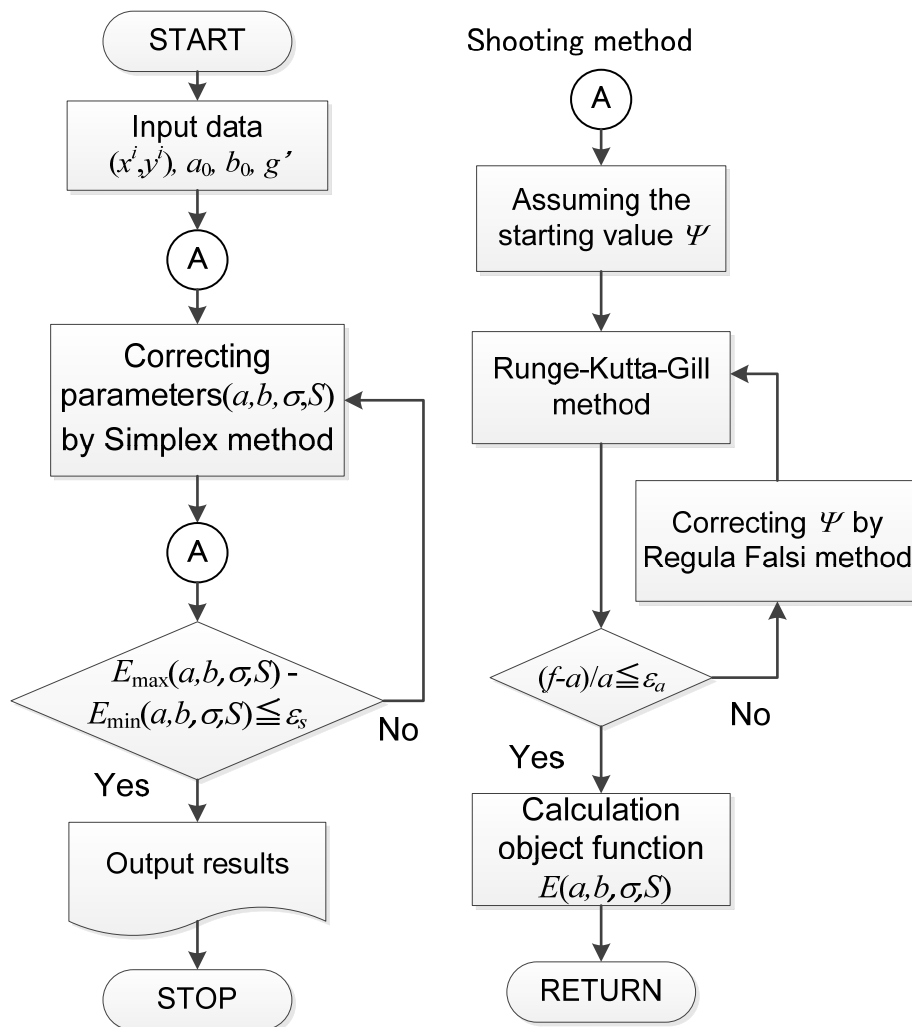 START
Input data
(xⁱ,yⁱ), a₀, b₀, g’
A
Correcting
parameters(a,b,σ,S)
by Simplex method
A
Eₘₐₓ(a,b,σ,S) -
Eₘᵢₙ(a,b,σ,S)≦εₛ
No
Yes
Output results
STOP
Shooting method
A
Assuming the
starting value Ψ
Runge-Kutta-Gill
method
Correcting Ψ by
Regula Falsi method
(f-a)/a≦εₐ
No
Yes
Calculation
object function
E(a,b,σ,S)
RETURN